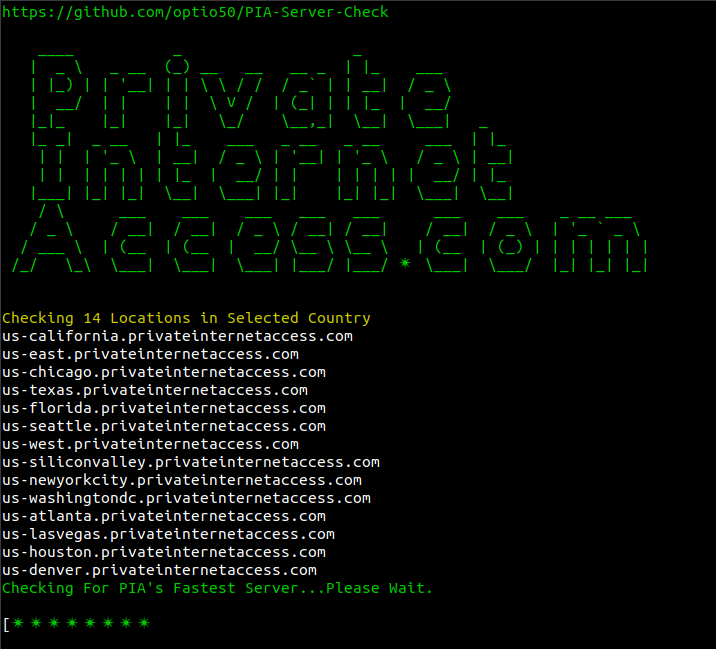 https://github.com/optio50/PIA-Server-Check
Private
Internet
Access.com
Checking 14 Locations in Selected Country
us-california.privateinternetaccess.com
us-east.privateinternetaccess.com
us-chicago.privateinternetaccess.com
us-texas.privateinternetaccess.com
us-florida.privateinternetaccess.com
us-seattle.privateinternetaccess.com
us-west.privateinternetaccess.com
us-siliconvalley.privateinternetaccess.com
us-newyorkcity.privateinternetaccess.com
us-washingtondc.privateinternetaccess.com
us-atlanta.privateinternetaccess.com
us-lasvegas.privateinternetaccess.com
us-houston.privateinternetaccess.com
us-denver.privateinternetaccess.com
Checking For PIA's Fastest Server...Please Wait.
[✴✴✴✴✴✴✴✴